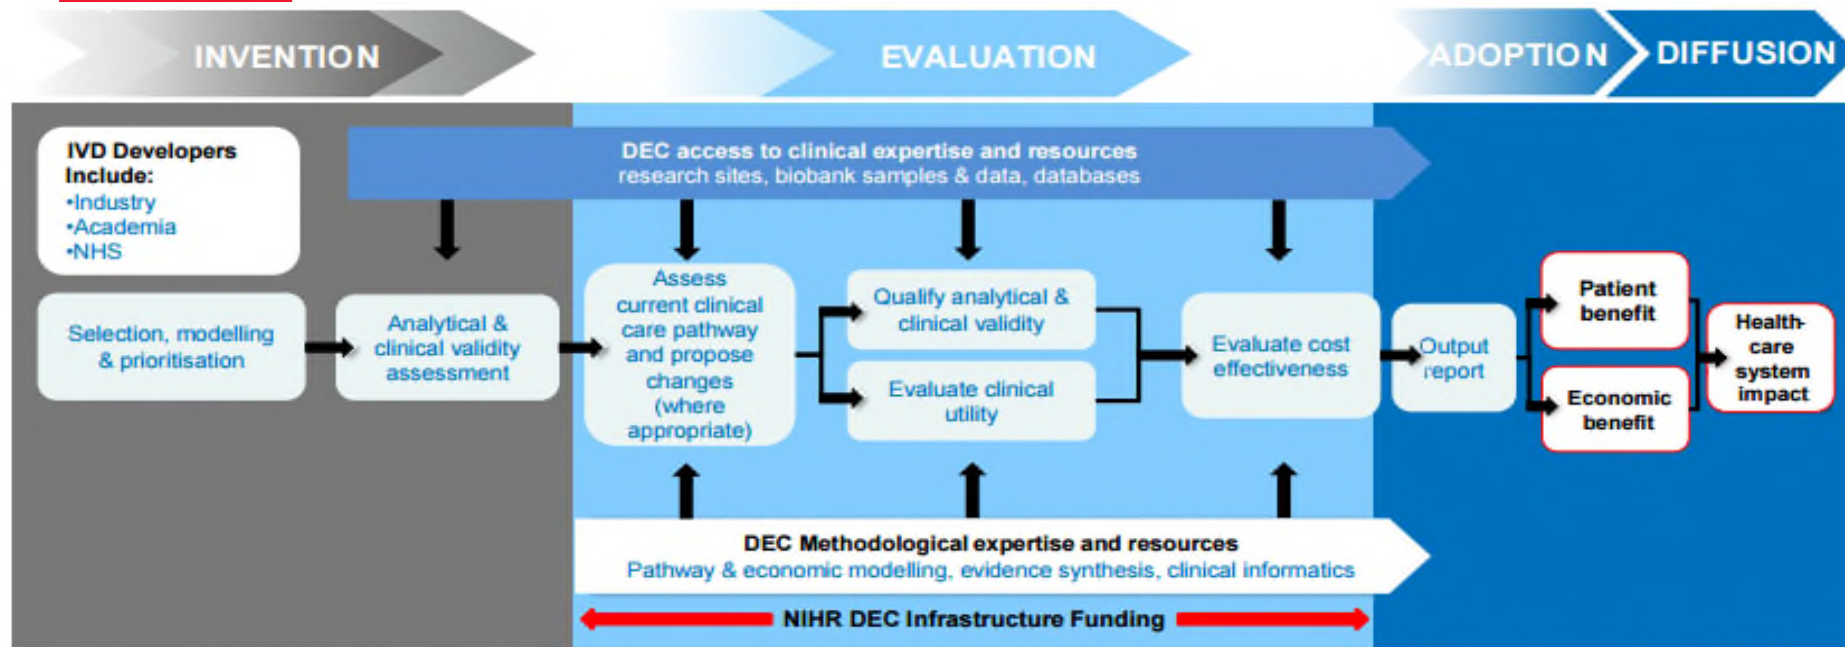 INVENTION
EVALUATION
ADOPTION
DIFFUSION
IVD Developers
Include:
•Industry
•Academia
•NHS
DEC access to clinical expertise and resources
research sites, biobank samples & data, databases
Selection, modelling
& prioritisation
Analytical &
clinical validity
assessment
Assess
current clinical
care pathway
and propose
changes
(where
appropriate)
Qualify analytical &
clinical validity
Evaluate clinical
utility
Evaluate cost
effectiveness
Output
report
Patient
benefit
Economic
benefit
Health-
care
system
impact
DEC Methodological expertise and resources
Pathway & economic modelling, evidence synthesis, clinical informatics
NIHR DEC Infrastructure Funding